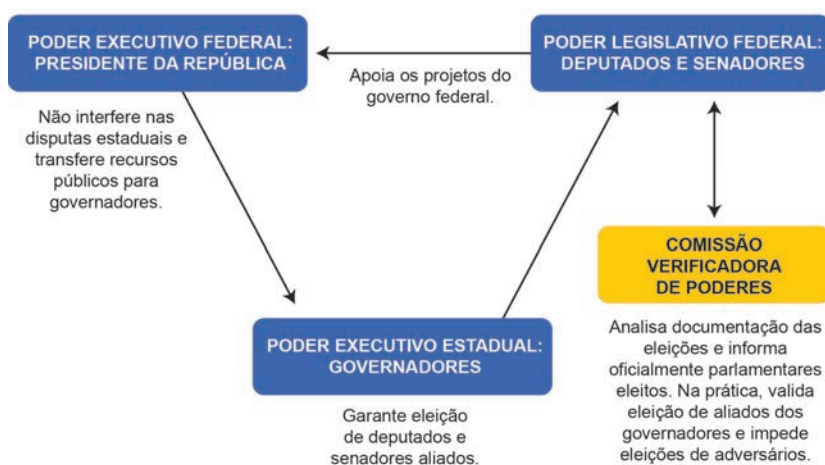 PODER EXECUTIVO FEDERAL:
PRESIDENTE DA REPÚBLICA
Não interfere nas
disputas estaduais e
transfere recursos
públicos para
governadores.
Apoia os projetos do
governo federal.
PODER LEGISLATIVO FEDERAL:
DEPUTADOS E SENADORES
COMISSÃO
VERIFICADORA
DE PODERES
Analisa documentação das
eleições e informa
oficialmente parlamentares
eleitos. Na prática, valida
eleição de aliados dos
governadores e impede
eleições de adversários.
PODER EXECUTIVO ESTADUAL:
GOVERNADORES
Garante eleição
de deputados e
senadores aliados.